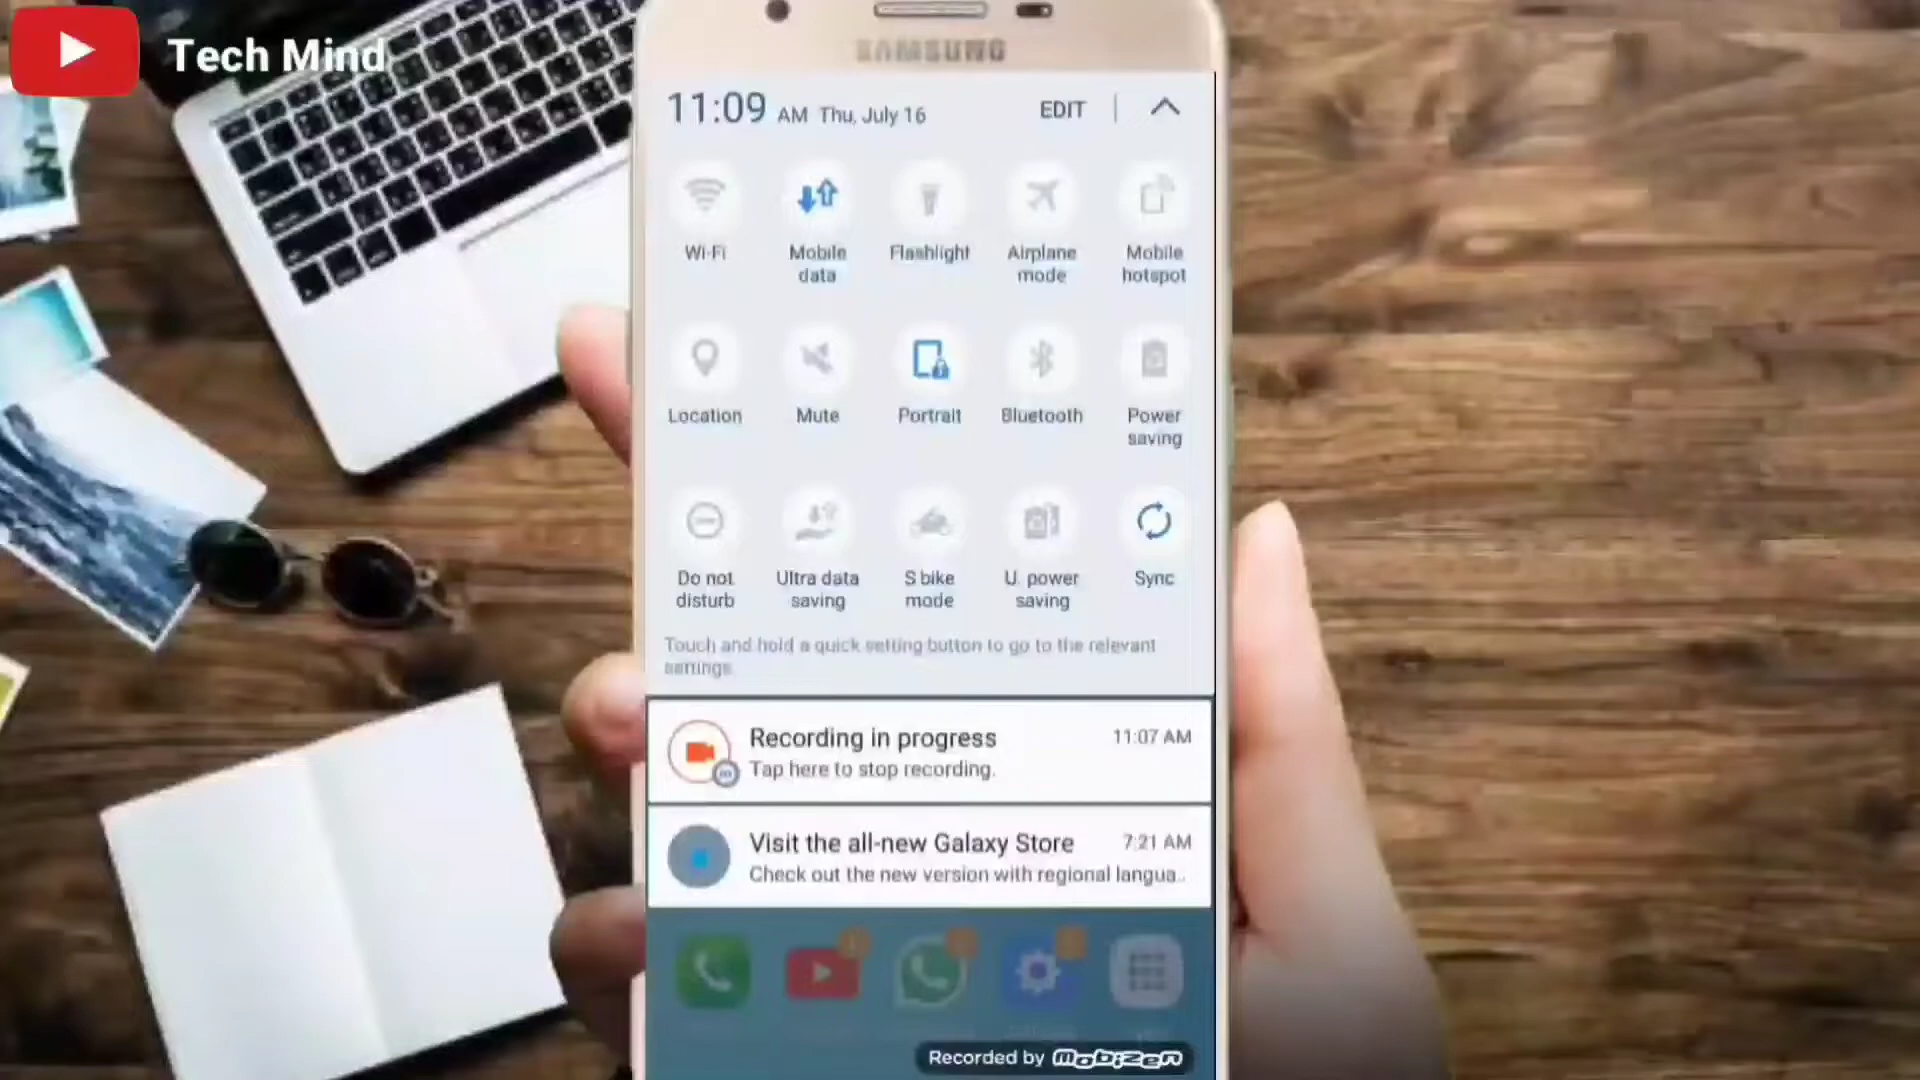 Tech Mind
SAMSUNG
11:09 AM Thu, July 16 EDIT
Wi-Fi Mobile data Flashlight Airplane mode Mobile hotspot
Location Mute Portrait Bluetooth Power saving
Do not disturb Ultra data saving S bike mode U. power saving Sync
Touch and hold a quick setting button to go to the relevant
settings.
Recording in progress 11:07 AM
Tap here to stop recording.
Visit the all-new Galaxy Store 7:21 AM
Check out the new version with regional langua..
Recorded by mobizen